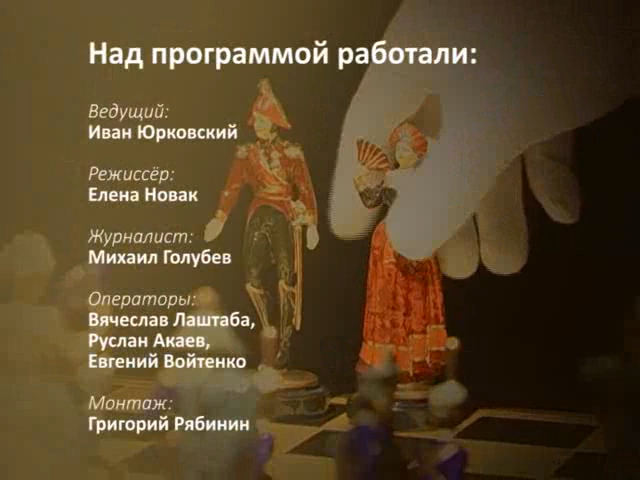 Над программой работали:
Ведущий:
Иван Юрковский
Режиссёр:
Елена Новак
Журналист:
Михаил Голубев
Операторы:
Вячеслав Лаштаба,
Руслан Акаев,
Евгений Войтенко
Монтаж:
Григорий Рябинин